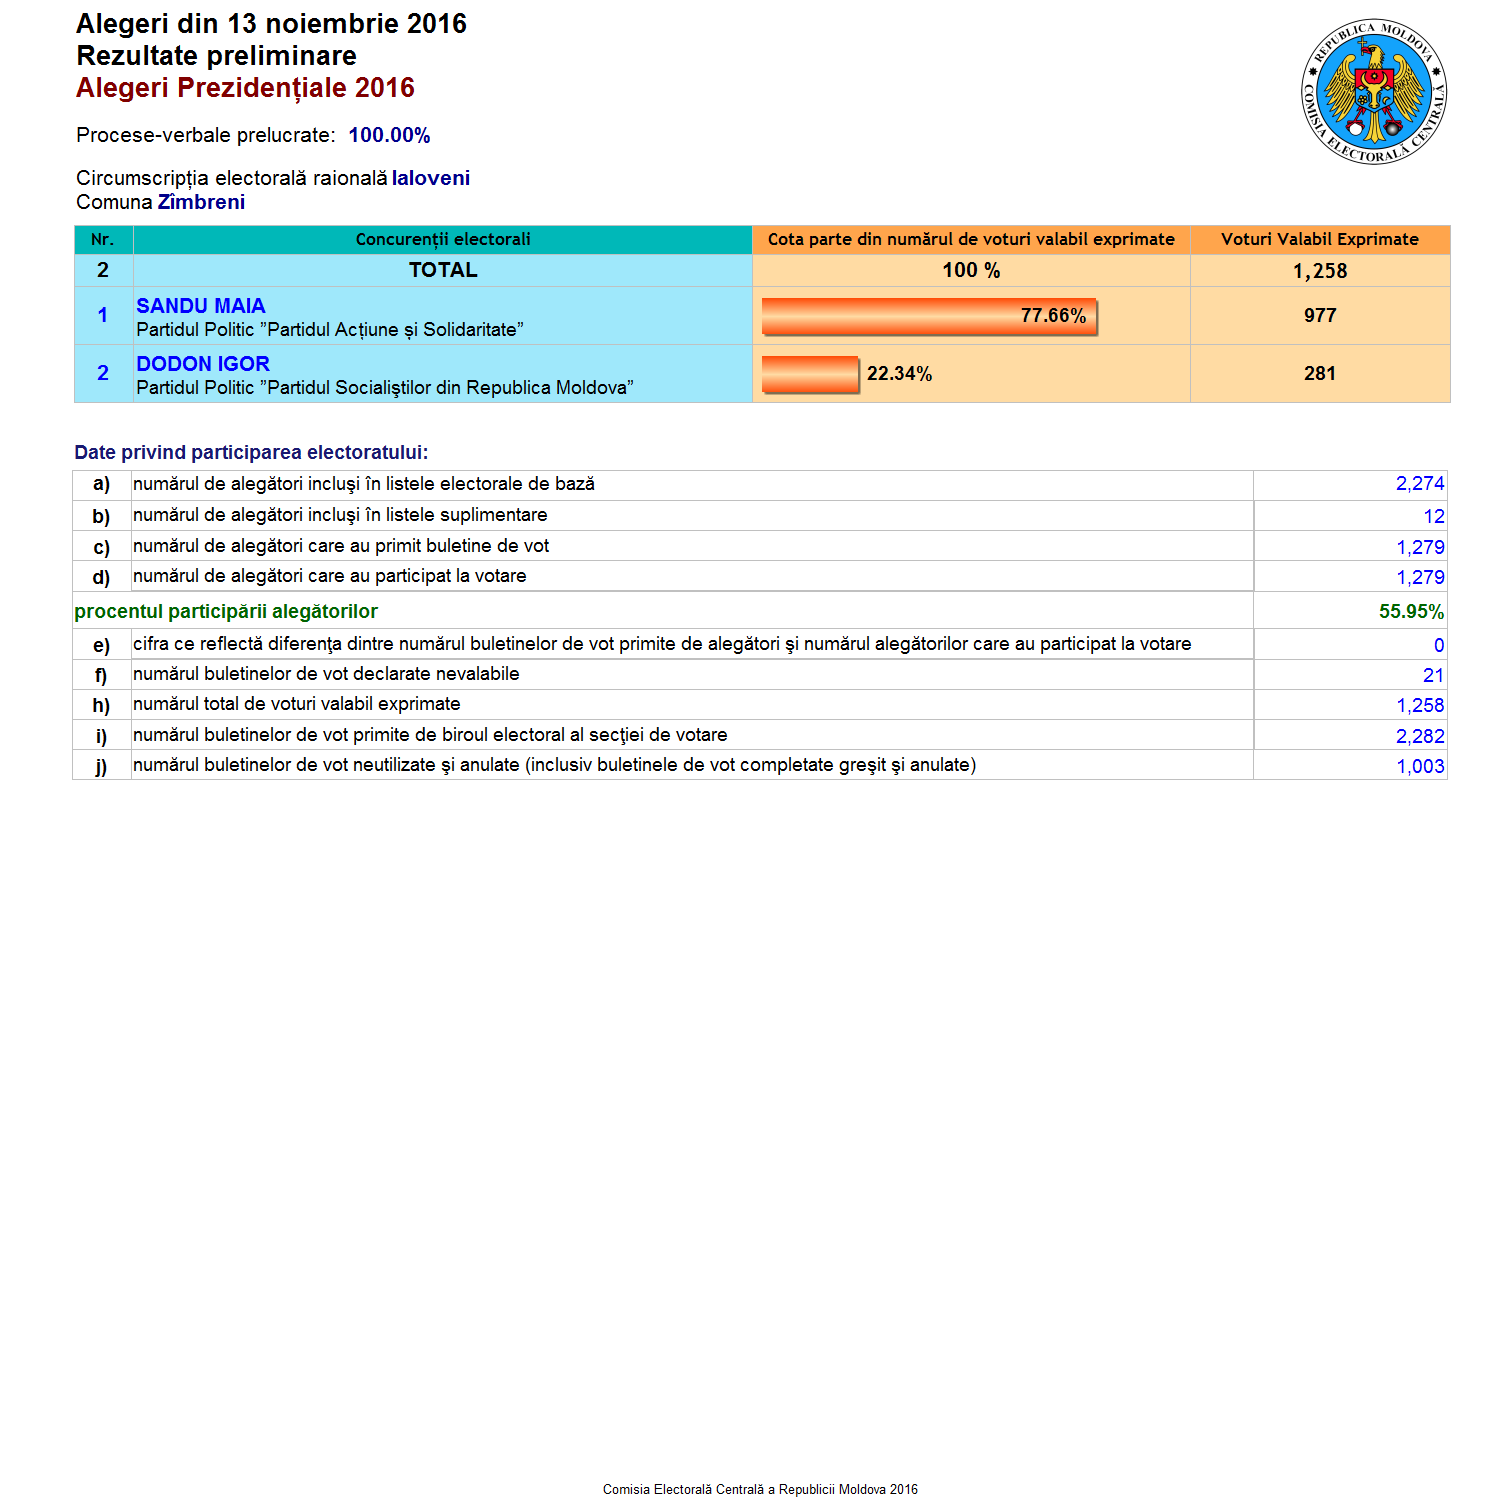 Alegeri din 13 noiembrie 2016
Rezultate preliminare
Alegeri Prezidențiale 2016
REPUBLICA MOLDOVA
COMISIA ELECTORALĂ CENTRALĂ
Procese-verbale prelucrate: 100.00%
Circumscripția electorală raională Ialoveni
Comuna Zîmbreni
Nr. Concurenții electorali Cota parte din numărul de voturi valabil exprimate Voturi Valabil Exprimate
2 TOTAL 100 % 1,258
1 SANDU MAIA 77.66% 977
Partidul Politic ”Partidul Acțiune și Solidaritate”
2 DODON IGOR 22.34% 281
Partidul Politic ”Partidul Socialiştilor din Republica Moldova”
Date privind participarea electoratului:
a) numărul de alegători incluşi în listele electorale de bază 2,274
b) numărul de alegători incluşi în listele suplimentare 12
c) numărul de alegători care au primit buletine de vot 1,279
d) numărul de alegători care au participat la votare 1,279
procentul participării alegătorilor 55.95%
e) cifra ce reflectă diferenţa dintre numărul buletinelor de vot primite de alegători şi numărul alegătorilor care au participat la votare 0
f) numărul buletinelor de vot declarate nevalabile 21
h) numărul total de voturi valabil exprimate 1,258
i) numărul buletinelor de vot primite de biroul electoral al secţiei de votare 2,282
j) numărul buletinelor de vot neutilizate şi anulate (inclusiv buletinele de vot completate greşit şi anulate) 1,003
Comisia Electorală Centrală a Republicii Moldova 2016